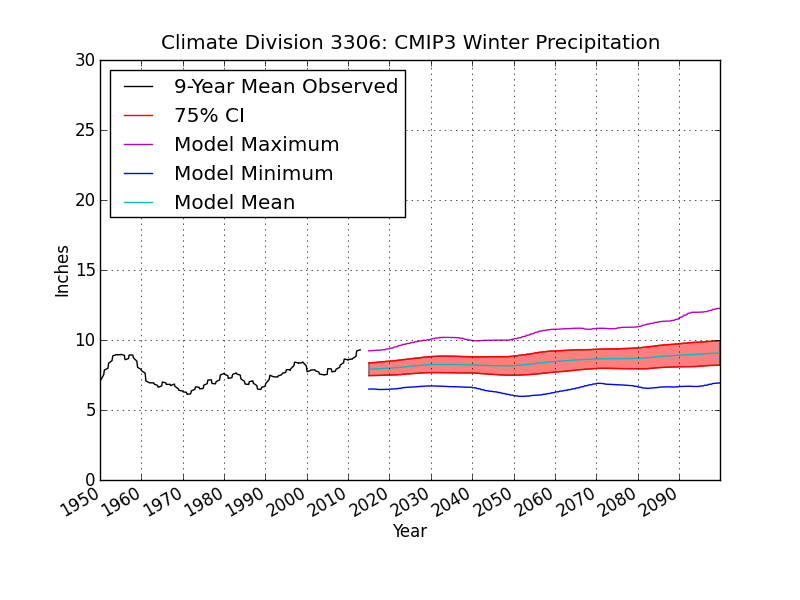 Climate Division 3306: CMIP3 Winter Precipitation
30
25
20
15
10
5
0
Inches
9-Year Mean Observed
75% CI
Model Maximum
Model Minimum
Model Mean
1950 1960 1970 1980 1990 2000 2010 2020 2030 2040 2050 2060 2070 2080 2090
Year